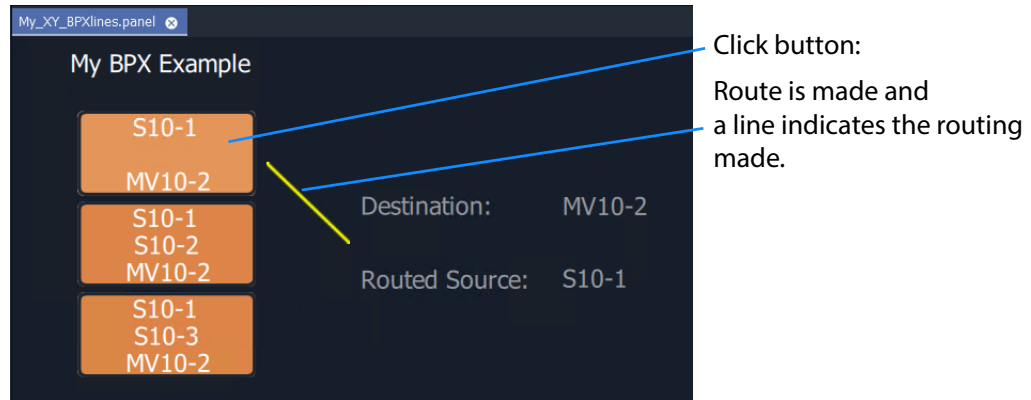 My_XY_BPXlines.panel
My BPX Example
S10-1
MV10-2
S10-1
S10-2
MV10-2
S10-1
S10-3
MV10-2
Destination: MV10-2
Routed Source: S10-1
Click button:
Route is made and
a line indicates the routing
made.